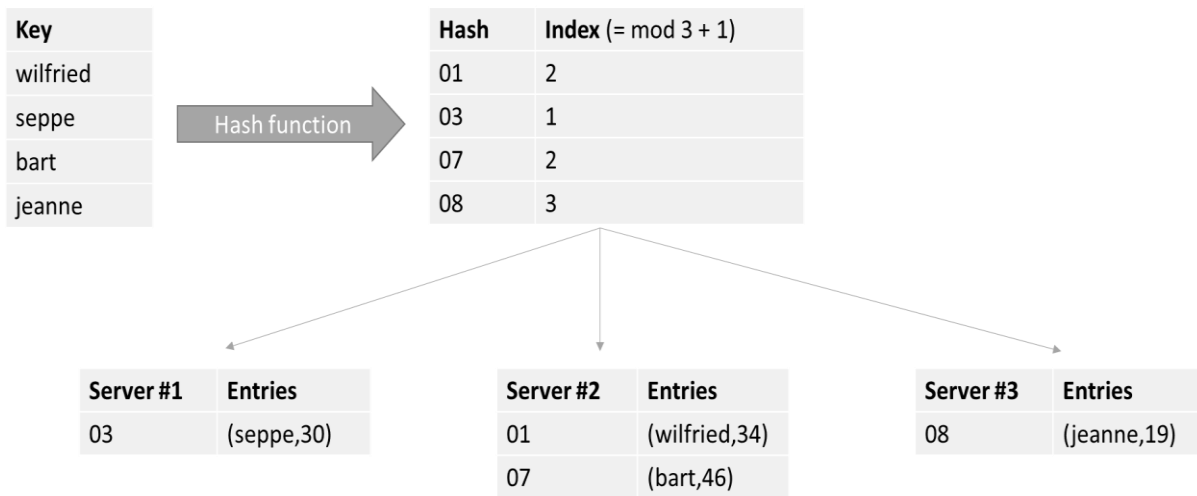 Key
wilfried
seppe
bart
jeanne
Hash function
Hash Index (= mod 3 + 1)
01 2
03 1
07 2
08 3
Server #1 Entries
03 (seppe,30)
Server #2 Entries
01 (wilfried,34)
07 (bart,46)
Server #3 Entries
08 (jeanne,19)